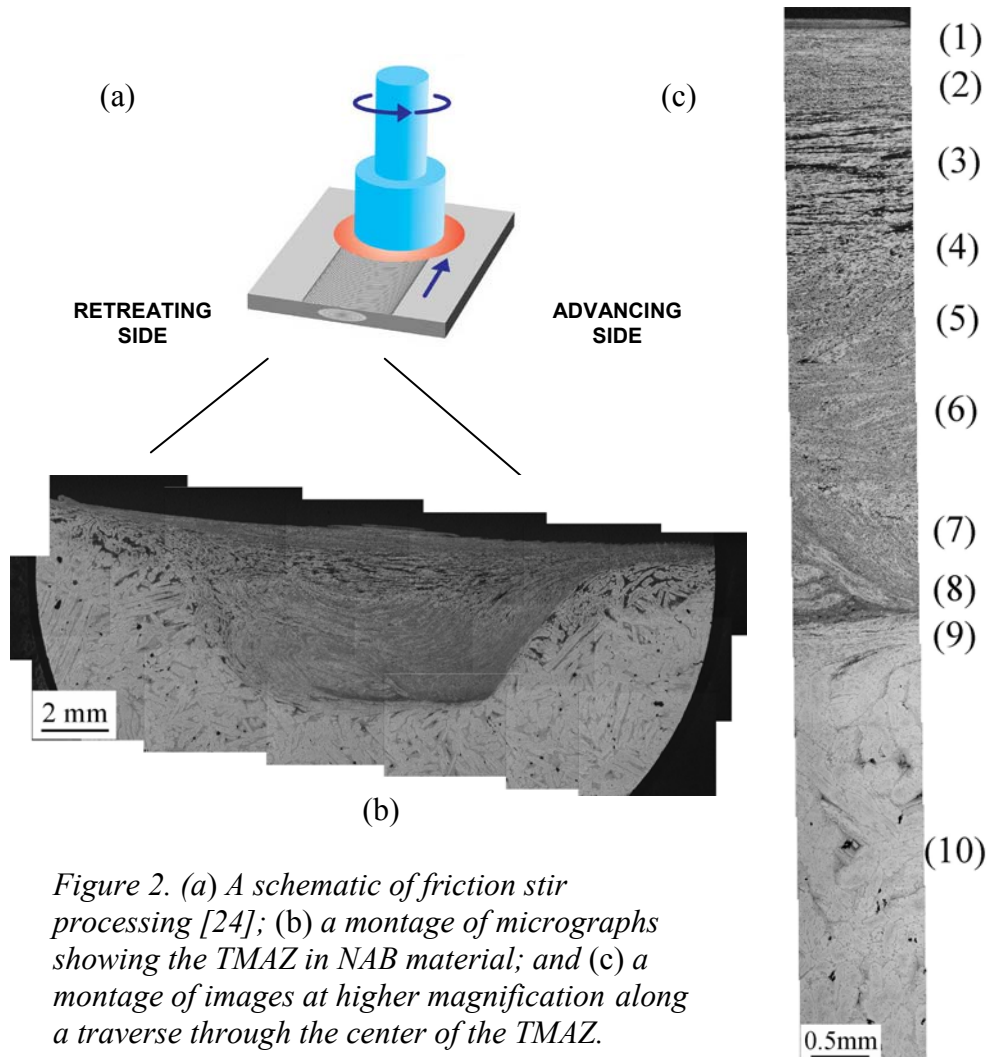 (a)
(c)
RETREATING
SIDE
ADVANCING
SIDE
2 mm
(b)
Figure 2. (a) A schematic of friction stir
processing [24]; (b) a montage of micrographs
showing the TMAZ in NAB material; and (c) a
montage of images at higher magnification along
a traverse through the center of the TMAZ.
(1)
(2)
(3)
(4)
(5)
(6)
(7)
(8)
(9)
(10)
0.5mm